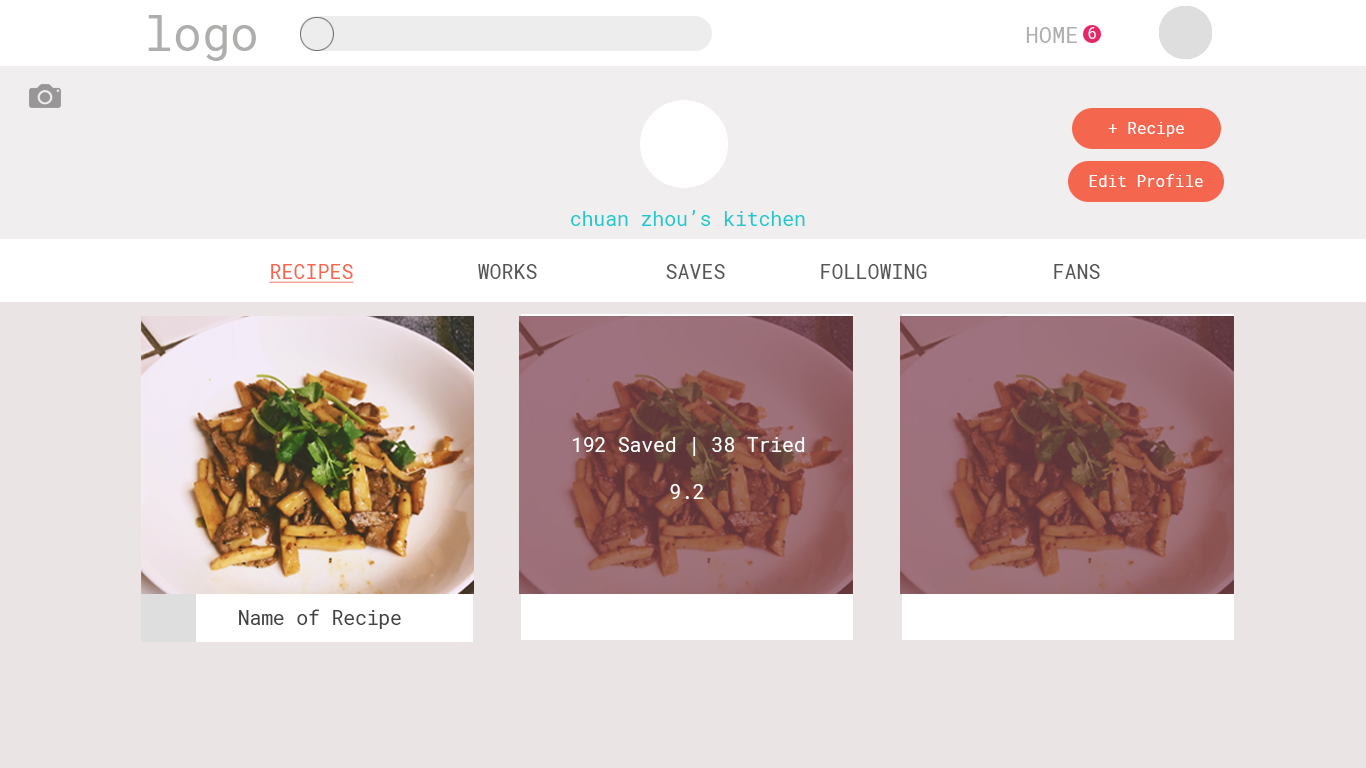 logo
HOME 6
+ Recipe
Edit Profile
chuan zhou’s kitchen
RECIPES WORKS SAVES FOLLOWING FANS
192 Saved | 38 Tried
9.2
Name of Recipe